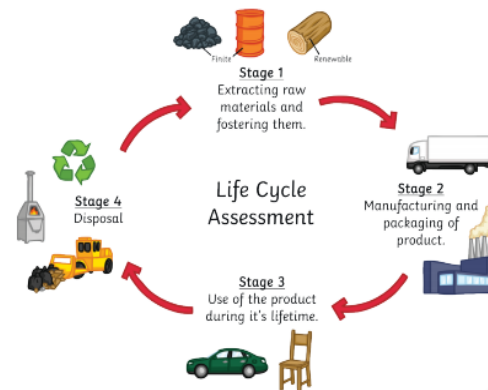 Finite
Renewable
Stage 1
Extracting raw
materials and
fostering them.
Stage 2
Manufacturing and
packaging of
product.
Life Cycle
Assessment
Stage 3
Use of the product
during it's lifetime.
Stage 4
Disposal